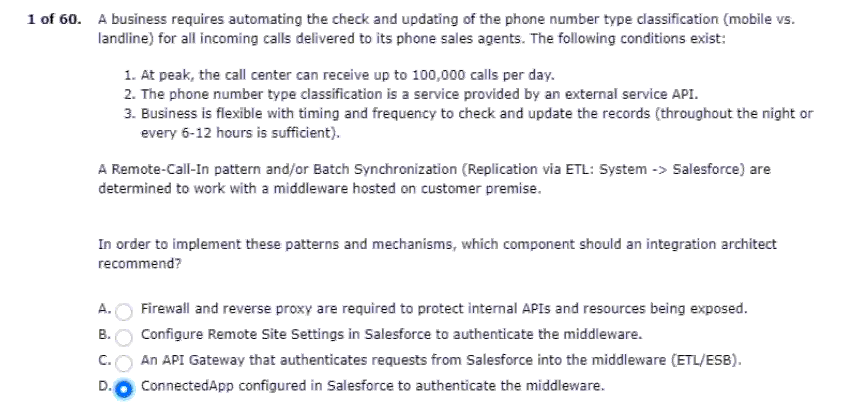 1 of 60. A business requires automating the check and updating of the phone number type classification (mobile vs.
landline) for all incoming calls delivered to its phone sales agents. The following conditions exist:
1. At peak, the call center can receive up to 100,000 calls per day.
2. The phone number type classification is a service provided by an external service API.
3. Business is flexible with timing and frequency to check and update the records (throughout the night or
every 6-12 hours is sufficient).
A Remote-Call-In pattern and/or Batch Synchronization (Replication via ETL: System -> Salesforce) are
determined to work with a middleware hosted on customer premise.
In order to implement these patterns and mechanisms, which component should an integration architect
recommend?
A. Firewall and reverse proxy are required to protect internal APIs and resources being exposed.
B. Configure Remote Site Settings in Salesforce to authenticate the middleware.
C. An API Gateway that authenticates requests from Salesforce into the middleware (ETL/ESB).
D. ConnectedApp configured in Salesforce to authenticate the middleware.